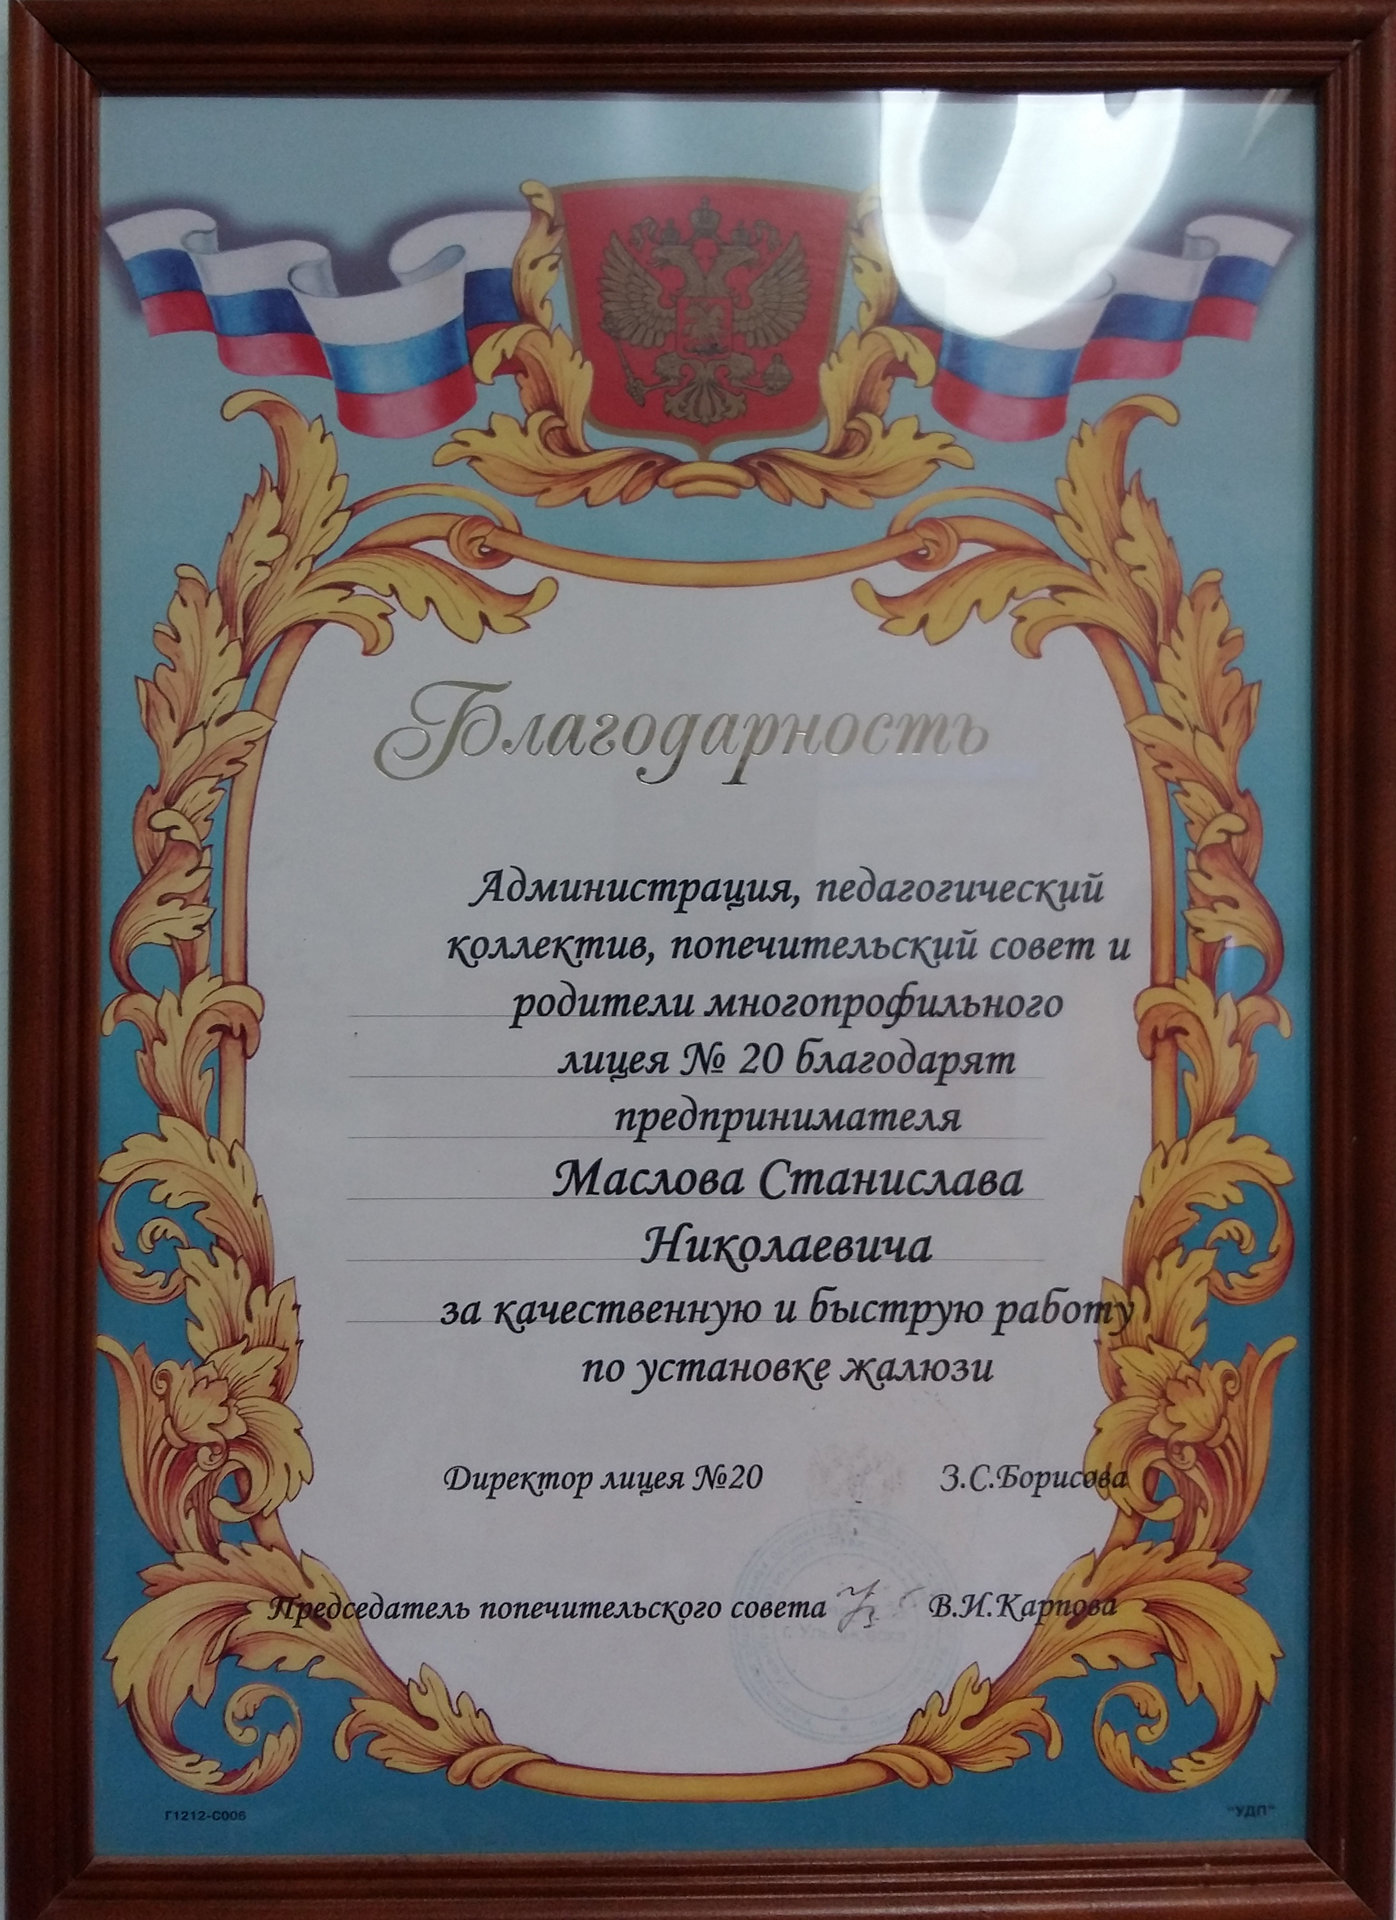 Благодарность
Администрация, педагогический
коллектив, попечительский совет и
родители многопрофильного
лицея № 20 благодарят
предпринимателя
Маслова Станислава
Николаевича
за качественную и быструю работу
по установке жалюзи
Директор лицея №20 З.С.Борисова
Председатель попечительского совета В.И.Карпова
Г1212-С006 "УДП"